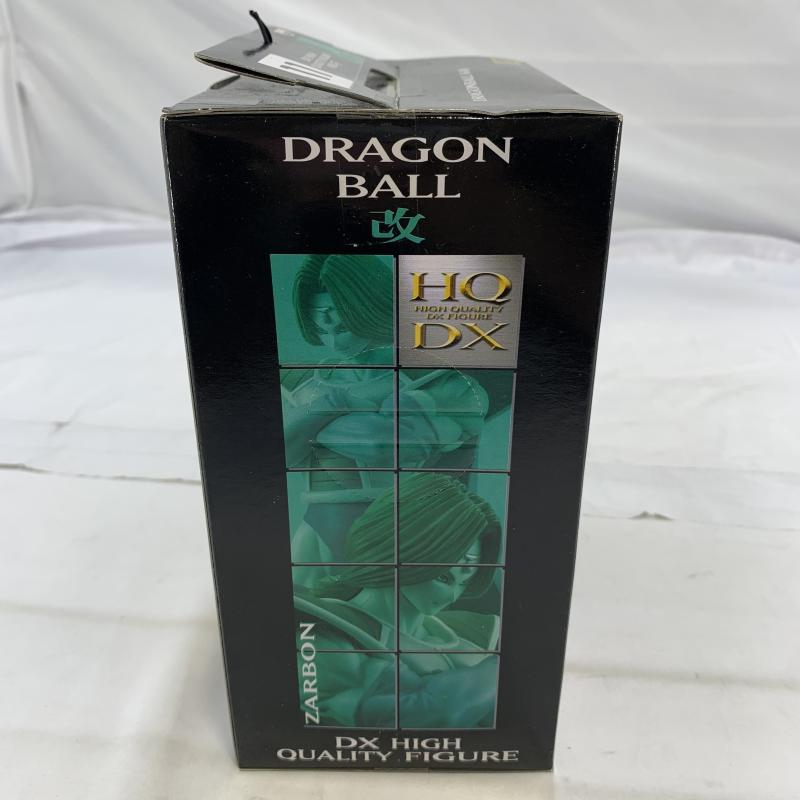 DRAGON
BALL
改
HQ
HIGH QUALITY
DX FIGURE
DX
ZARBON
DX HIGH
QUALITY FIGURE